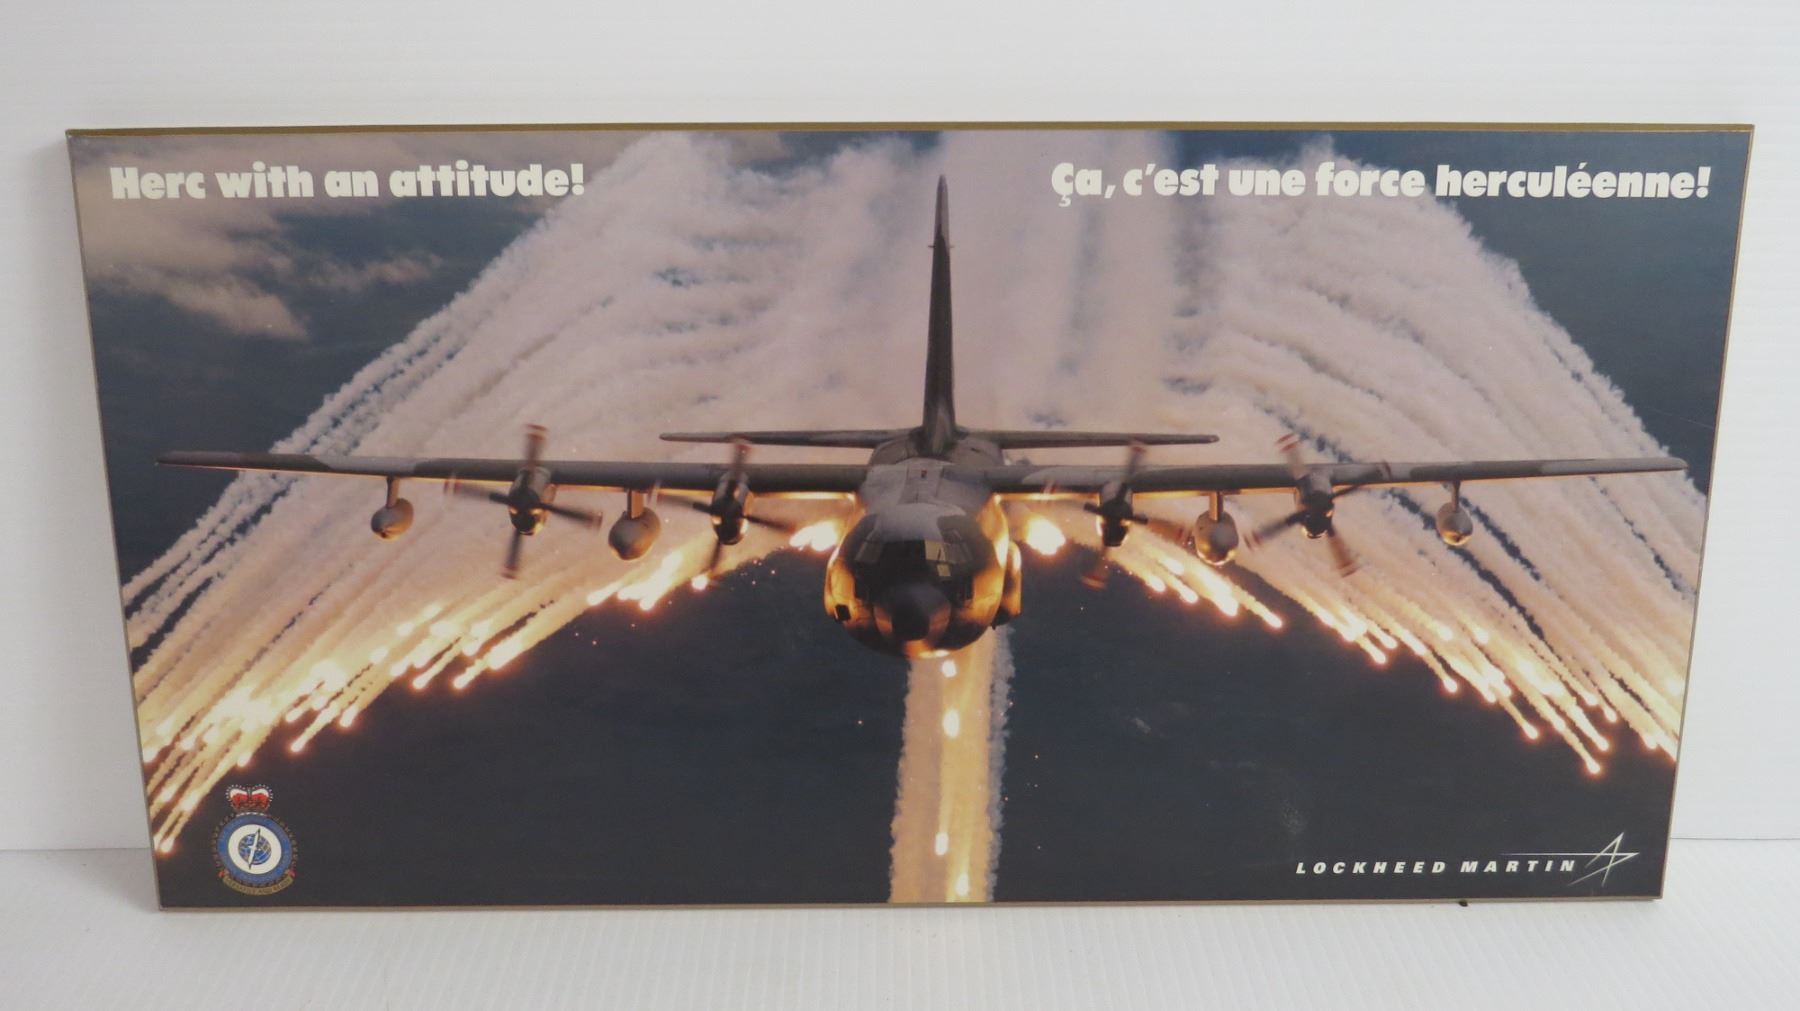 Herc with an attitude!
Ça, c'est une force herculéenne!
LOCKHEED MARTIN